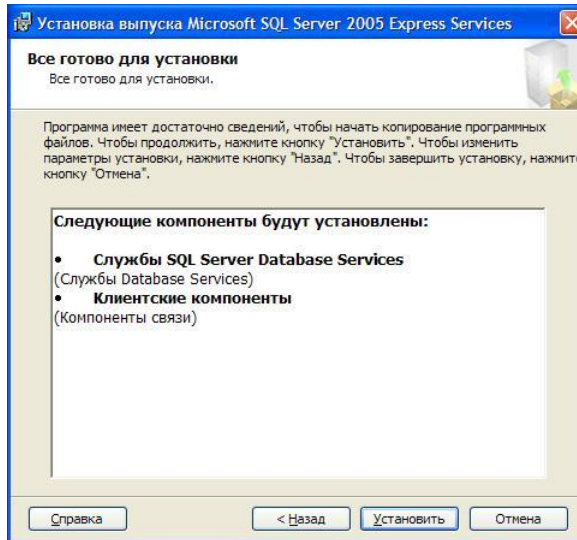 Установка выпуска Microsoft SQL Server 2005 Express Services
Все готово для установки
Все готово для установки.
Программа имеет достаточно сведений, чтобы начать копирование программных
файлов. Чтобы продолжить, нажмите кнопку "Установить". Чтобы изменить
параметры установки, нажмите кнопку "Назад". Чтобы завершить установку, нажмите
кнопку "Отмена".
Следующие компоненты будут установлены:
• Службы SQL Server Database Services
(Службы Database Services)
• Клиентские компоненты
(Компоненты связи)
Справка
< Назад
Установить
Отмена